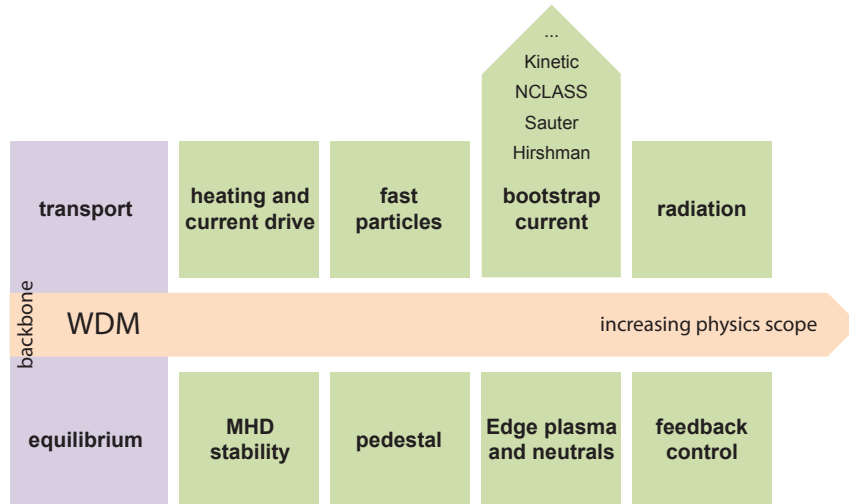 ...
Kinetic
NCLASS
Sauter
Hirshman
transport
heating and
current drive
fast
particles
bootstrap
current
radiation
backbone
WDM
increasing physics scope
equilibrium
MHD
stability
pedestal
Edge plasma
and neutrals
feedback
control